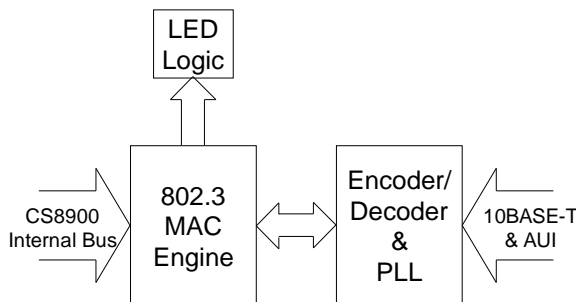 LED
Logic
CS8900
Internal Bus
802.3
MAC
Engine
Encoder/
Decoder
&
PLL
10BASE-T
& AUI